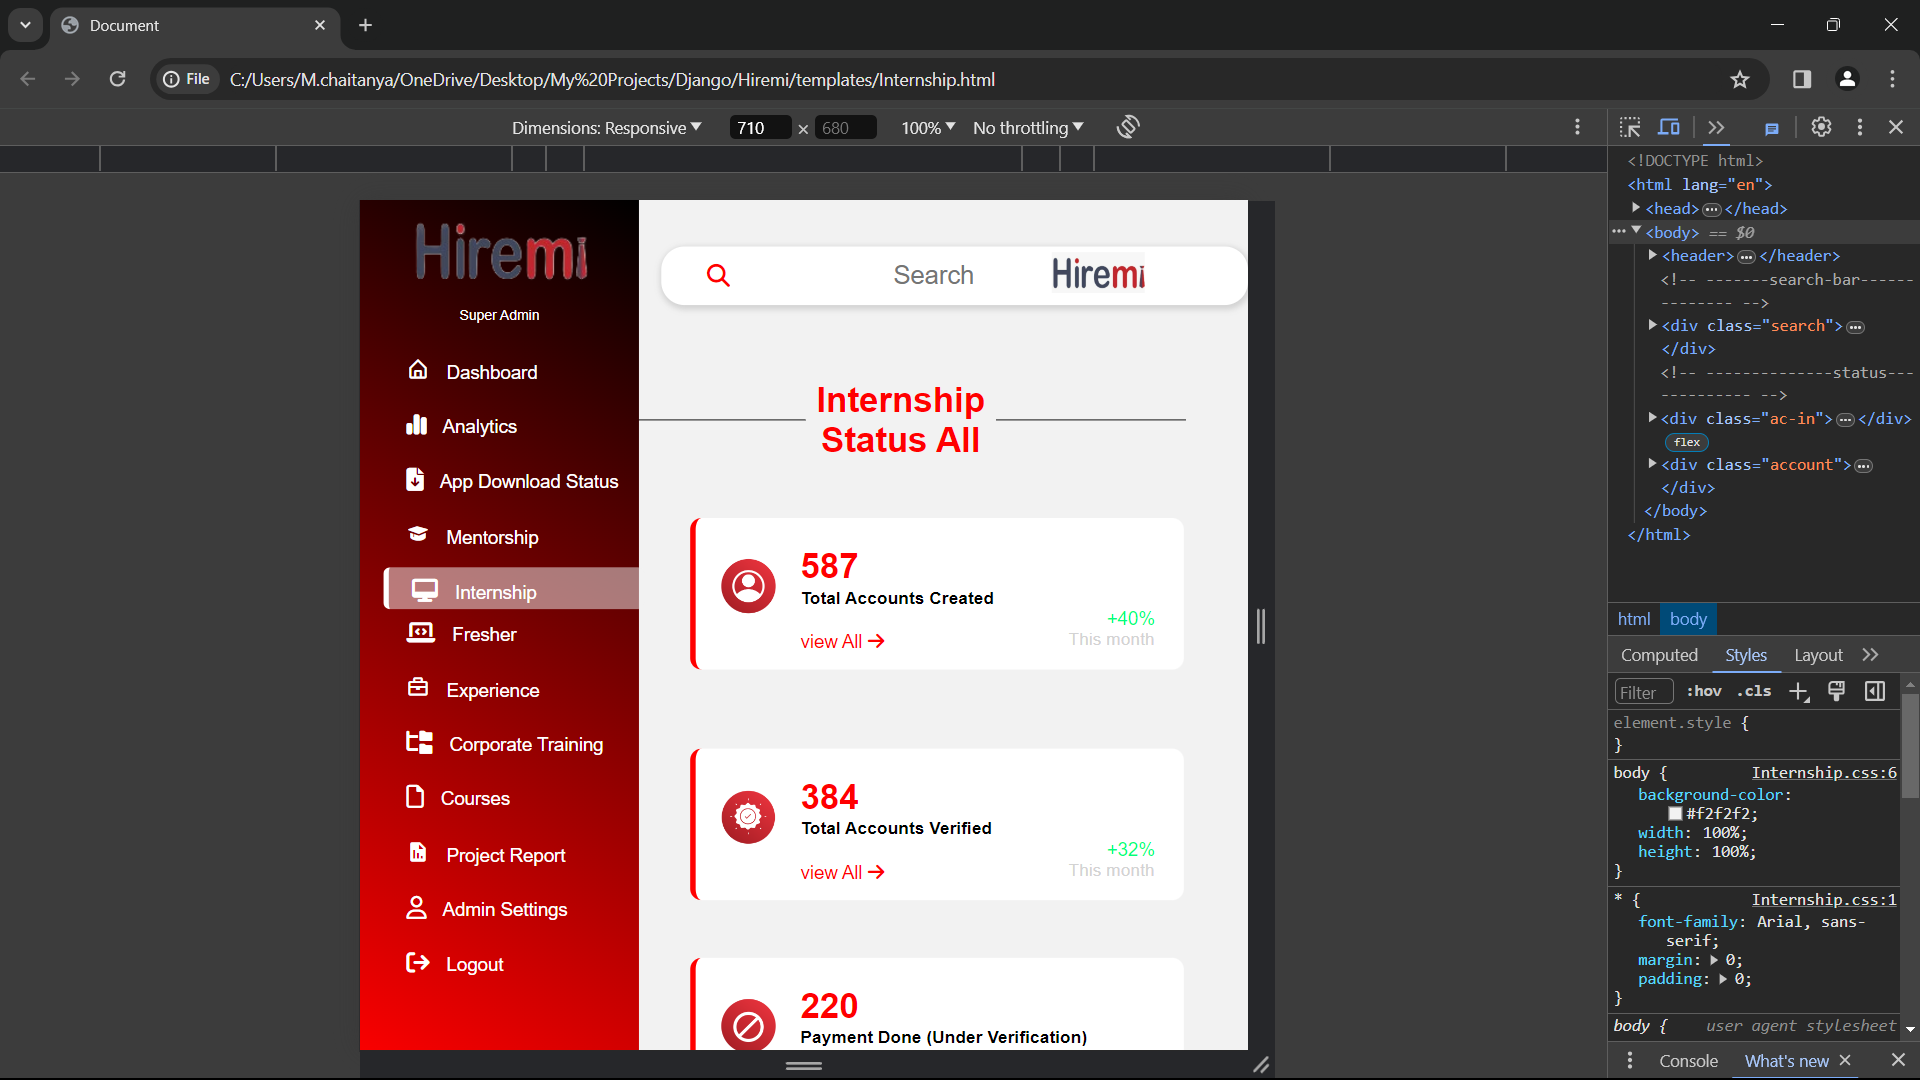 Document
File
C:/Users/M.chaitanya/OneDrive/Desktop/My%20Projects/Django/Hiremi/templates/Internship.html
Dimensions: Responsive
710 × 680
100%
No throttling
Hiremi
Super Admin
Dashboard
Analytics
App Download Status
Mentorship
Internship
Fresher
Experience
Corporate Training
Courses
Project Report
Admin Settings
Logout
Search
Hiremi
Internship
Status All
587
Total Accounts Created
+40%
view All →
This month
384
Total Accounts Verified
+32%
view All →
This month
220
Payment Done (Under Verification)
<!DOCTYPE html>
<html lang="en">
<head>…</head>
<body> == $0
<header>…</header>
<!-- -------search-bar------
-------- -->
<div class="search">…
</div>
<!-- --------------status---
---------- -->
<div class="ac-in">…</div>
flex
<div class="account">…
</div>
</body>
</html>
html body
Computed Styles Layout
Filter :hov .cls
element.style {
}
body { Internship.css:6
background-color:
#f2f2f2;
width: 100%;
height: 100%;
}
* { Internship.css:1
font-family: Arial, sans-
serif;
margin: 0;
padding: 0;
}
body { user agent stylesheet
Console What's new